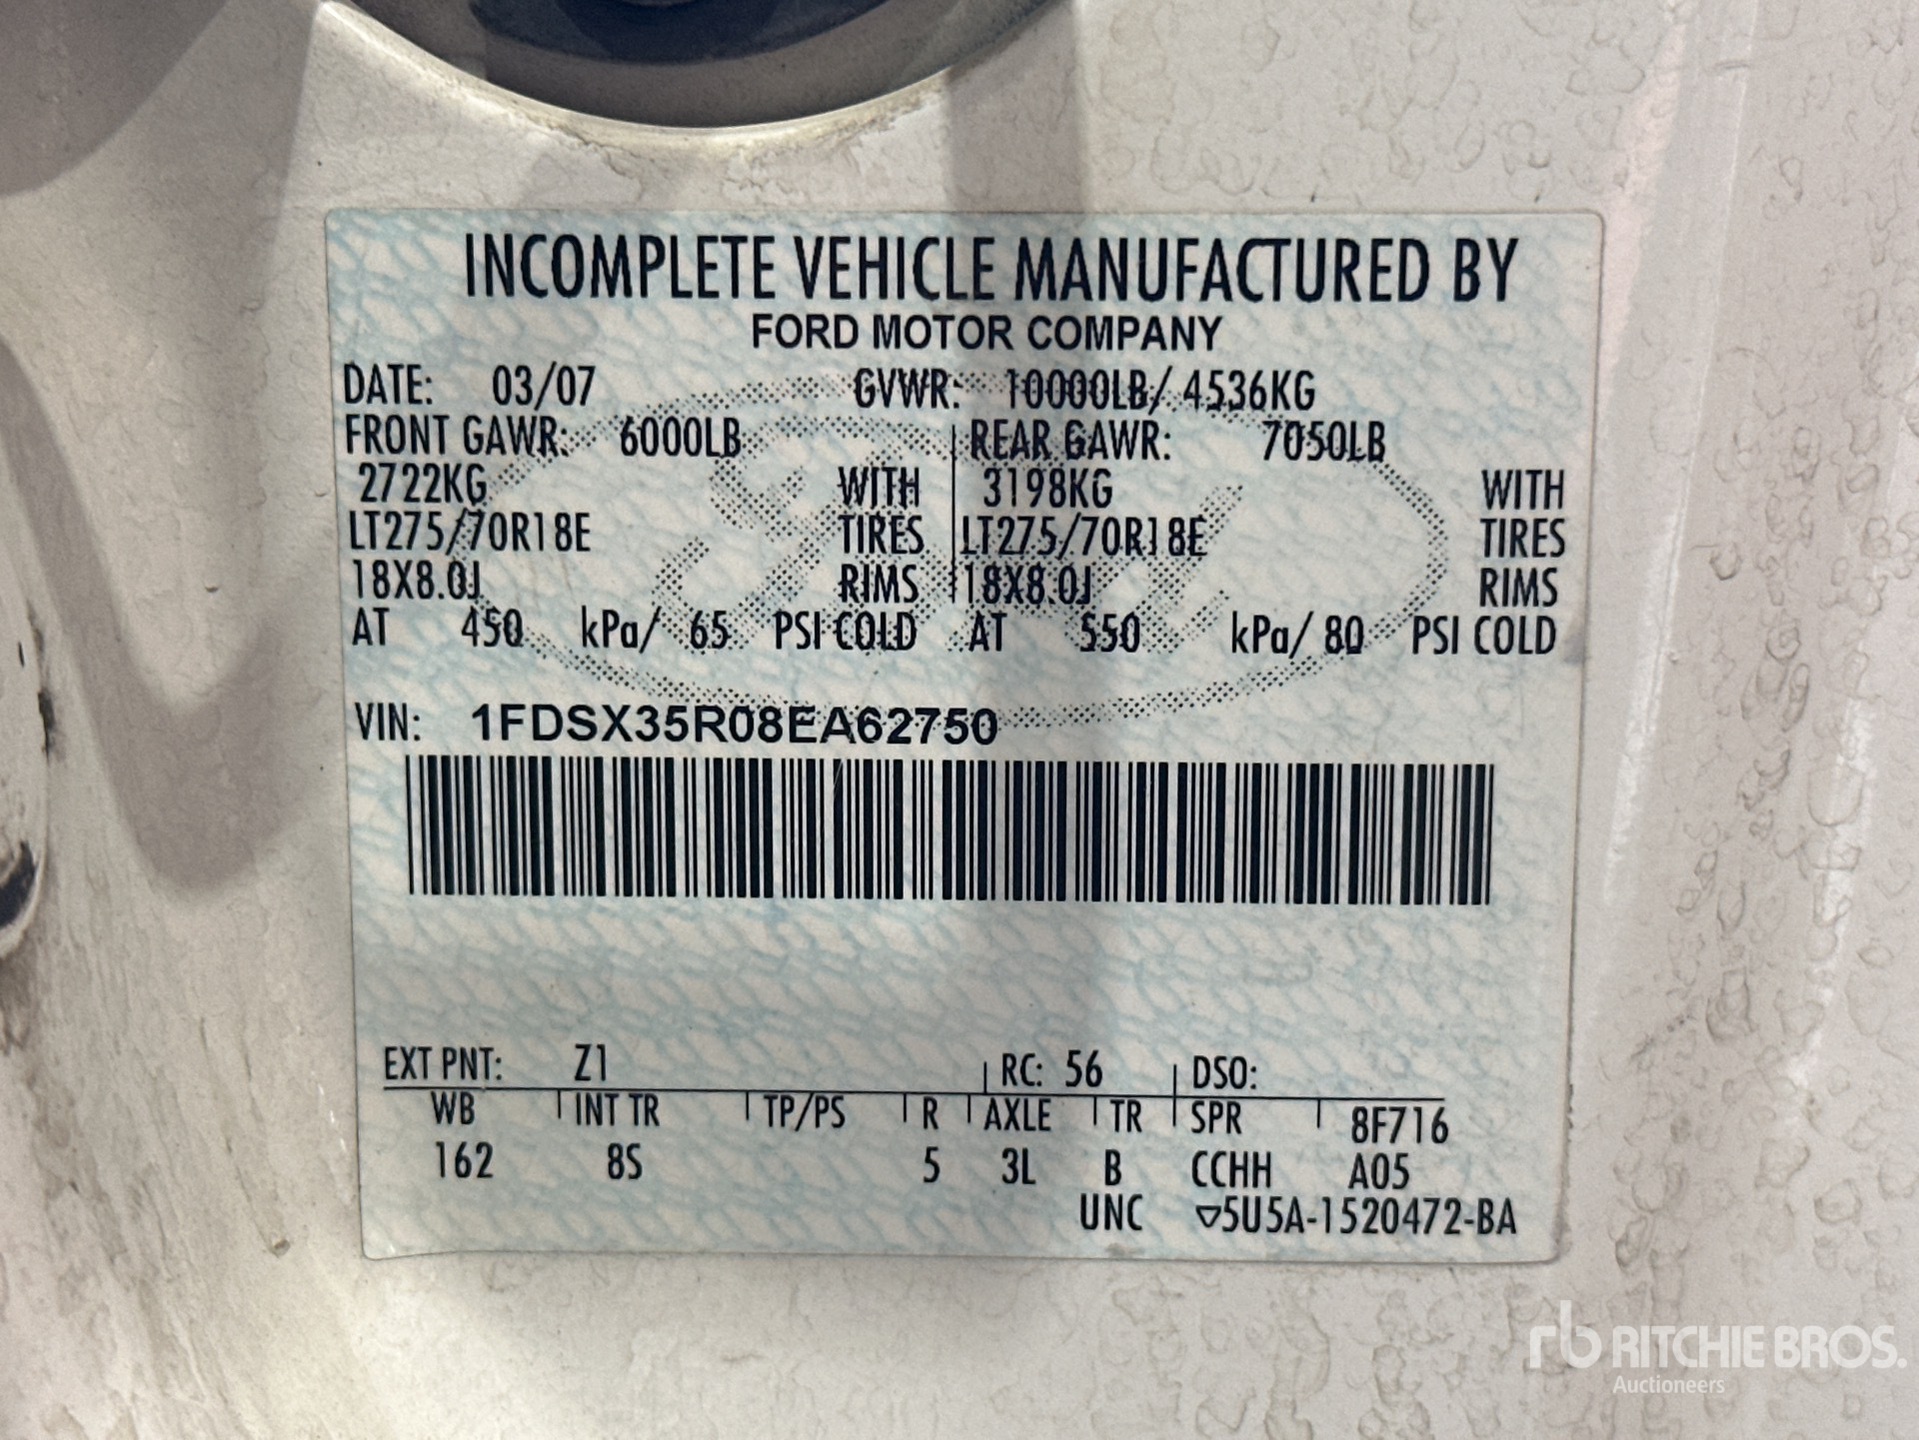 INCOMPLETE VEHICLE MANUFACTURED BY
FORD MOTOR COMPANY
DATE: 03/07 GVWR: 10000LB/ 4536KG
FRONT GAWR: 6000LB REAR GAWR: 7050LB
2722KG WITH 3198KG WITH
LT275/70R18E TIRES LT275/70R18E TIRES
18X8.0J RIMS 18X8.0J RIMS
AT 450 kPa/ 65 PSI COLD AT 550 kPa/ 80 PSI COLD
VIN: 1FDSX35R08EA62750
EXT PNT: Z1 RC: 56 DSO:
WB INT TR TP/PS R AXLE TR SPR 8F716
162 8S 5 3L B CCHH A05
UNC ▽5U5A-1520472-BA
rb RITCHIE BROS.
Auctioneers